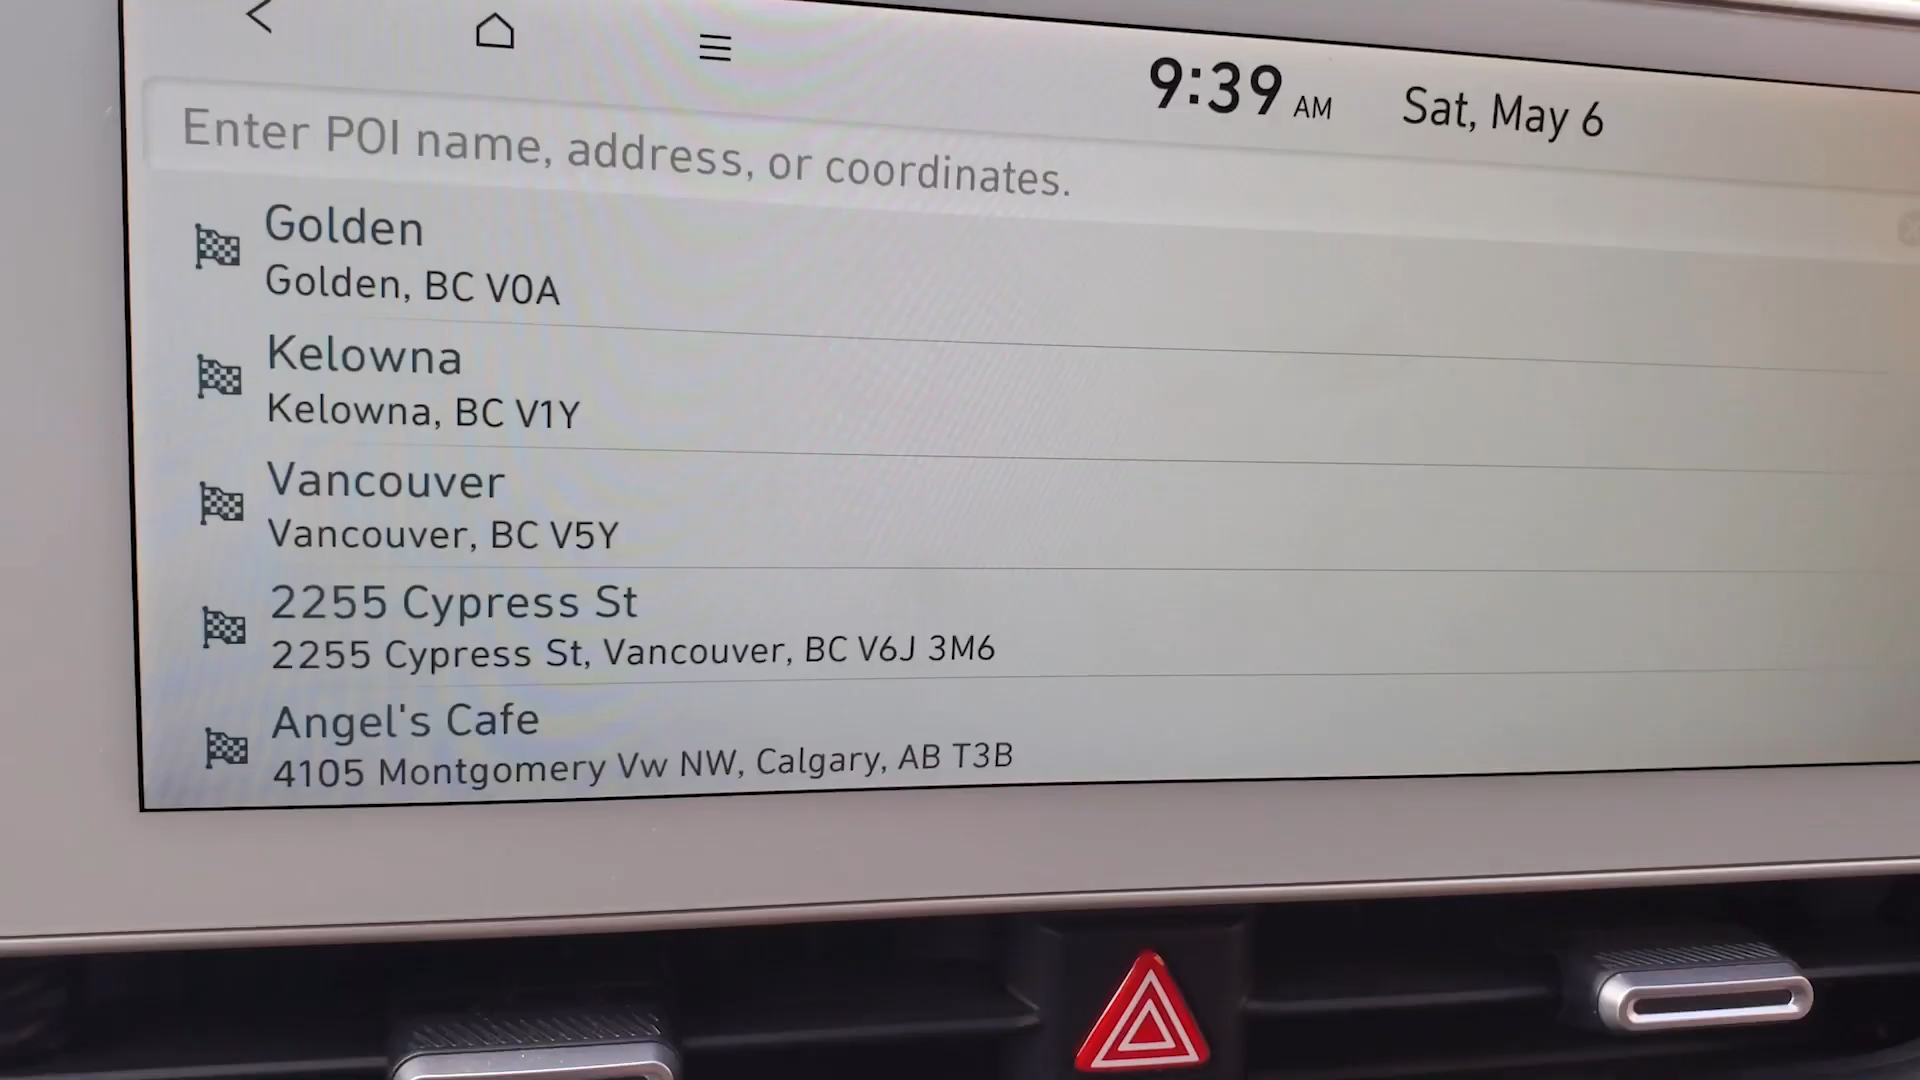 9:39 AM Sat, May 6
Enter POI name, address, or coordinates.
Golden
Golden, BC V0A
Kelowna
Kelowna, BC V1Y
Vancouver
Vancouver, BC V5Y
2255 Cypress St
2255 Cypress St, Vancouver, BC V6J 3M6
Angel's Cafe
4105 Montgomery Vw NW, Calgary, AB T3B